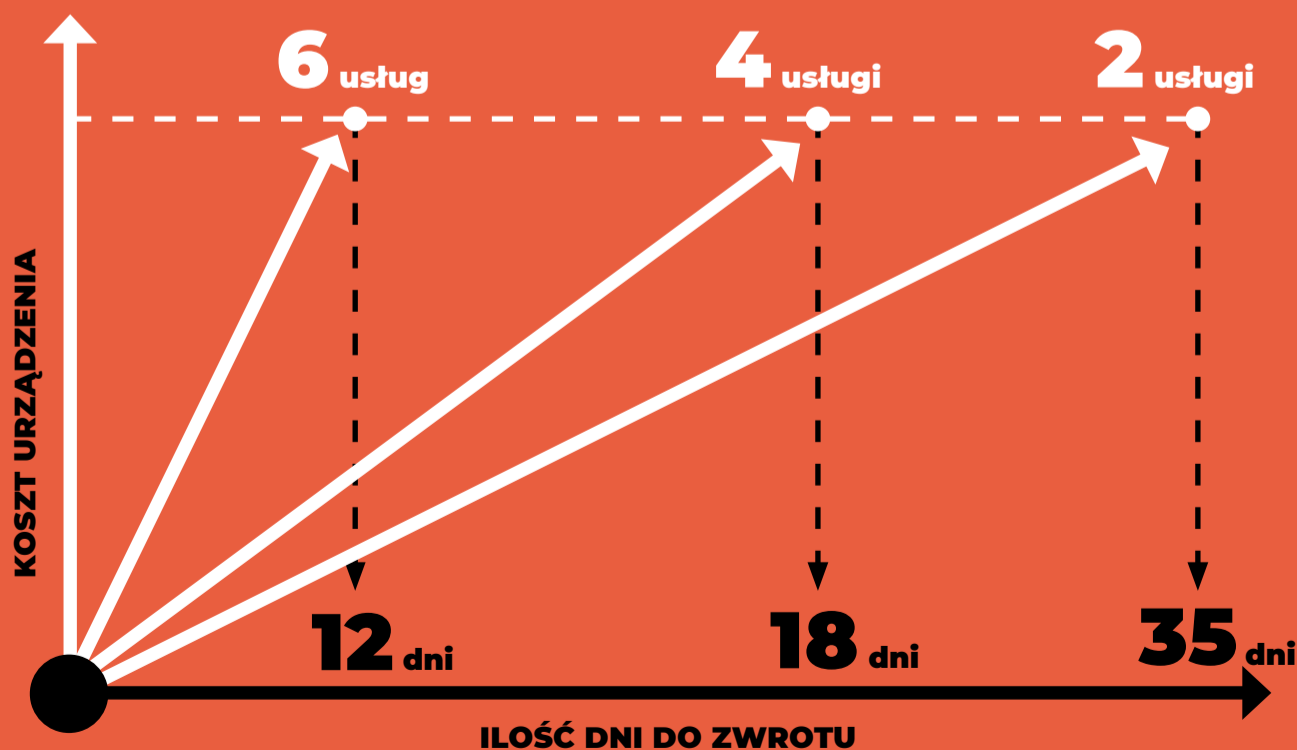 6 usług
4 usługi
2 usługi
KOSZT URZĄDZENIA
12 dni
18 dni
35 dni
ILOŚĆ DNI DO ZWROTU